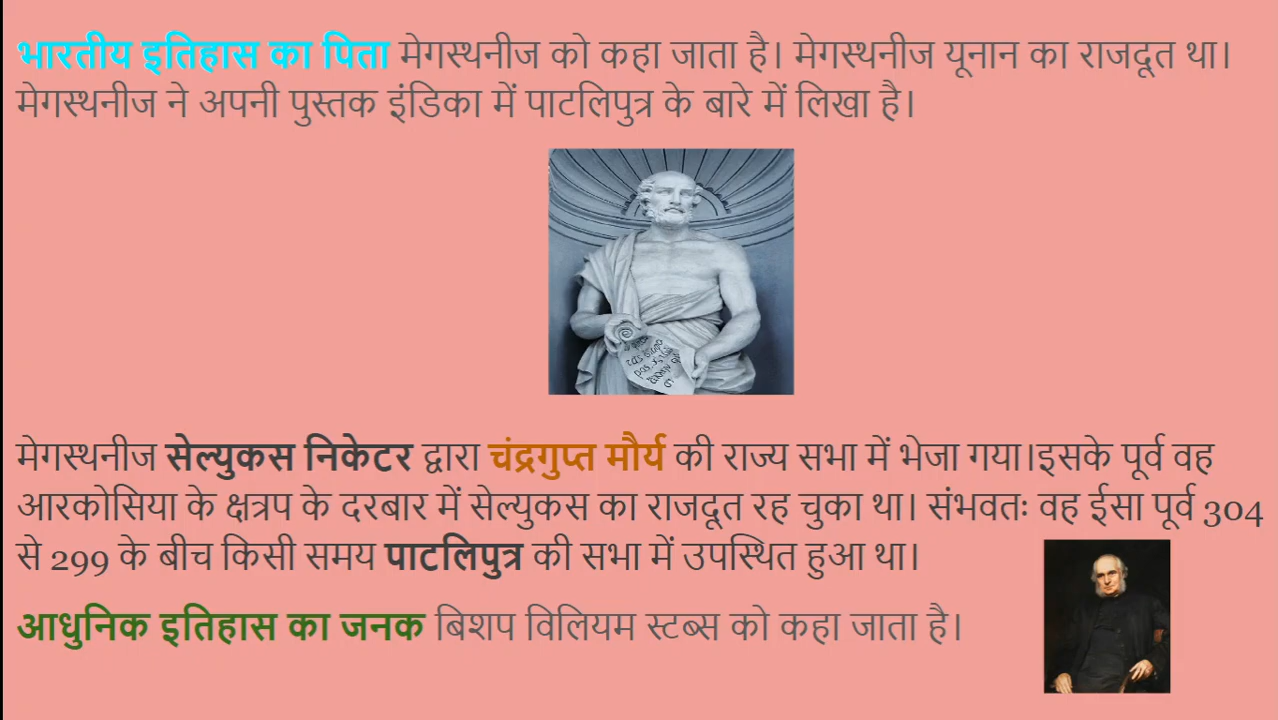 भारतीय इतिहास का पिता मेगस्थनीज को कहा जाता है। मेगस्थनीज यूनान का राजदूत था।
मेगस्थनीज ने अपनी पुस्तक इंडिका में पाटलिपुत्र के बारे में लिखा है।
मेगस्थनीज सेल्युकस निकेटर द्वारा चंद्रगुप्त मौर्य की राज्य सभा में भेजा गया।इसके पूर्व वह
आरकोसिया के क्षत्रप के दरबार में सेल्युकस का राजदूत रह चुका था। संभवतः वह ईसा पूर्व 304
से 299 के बीच किसी समय पाटलिपुत्र की सभा में उपस्थित हुआ था।
आधुनिक इतिहास का जनक बिशप विलियम स्टब्स को कहा जाता है।